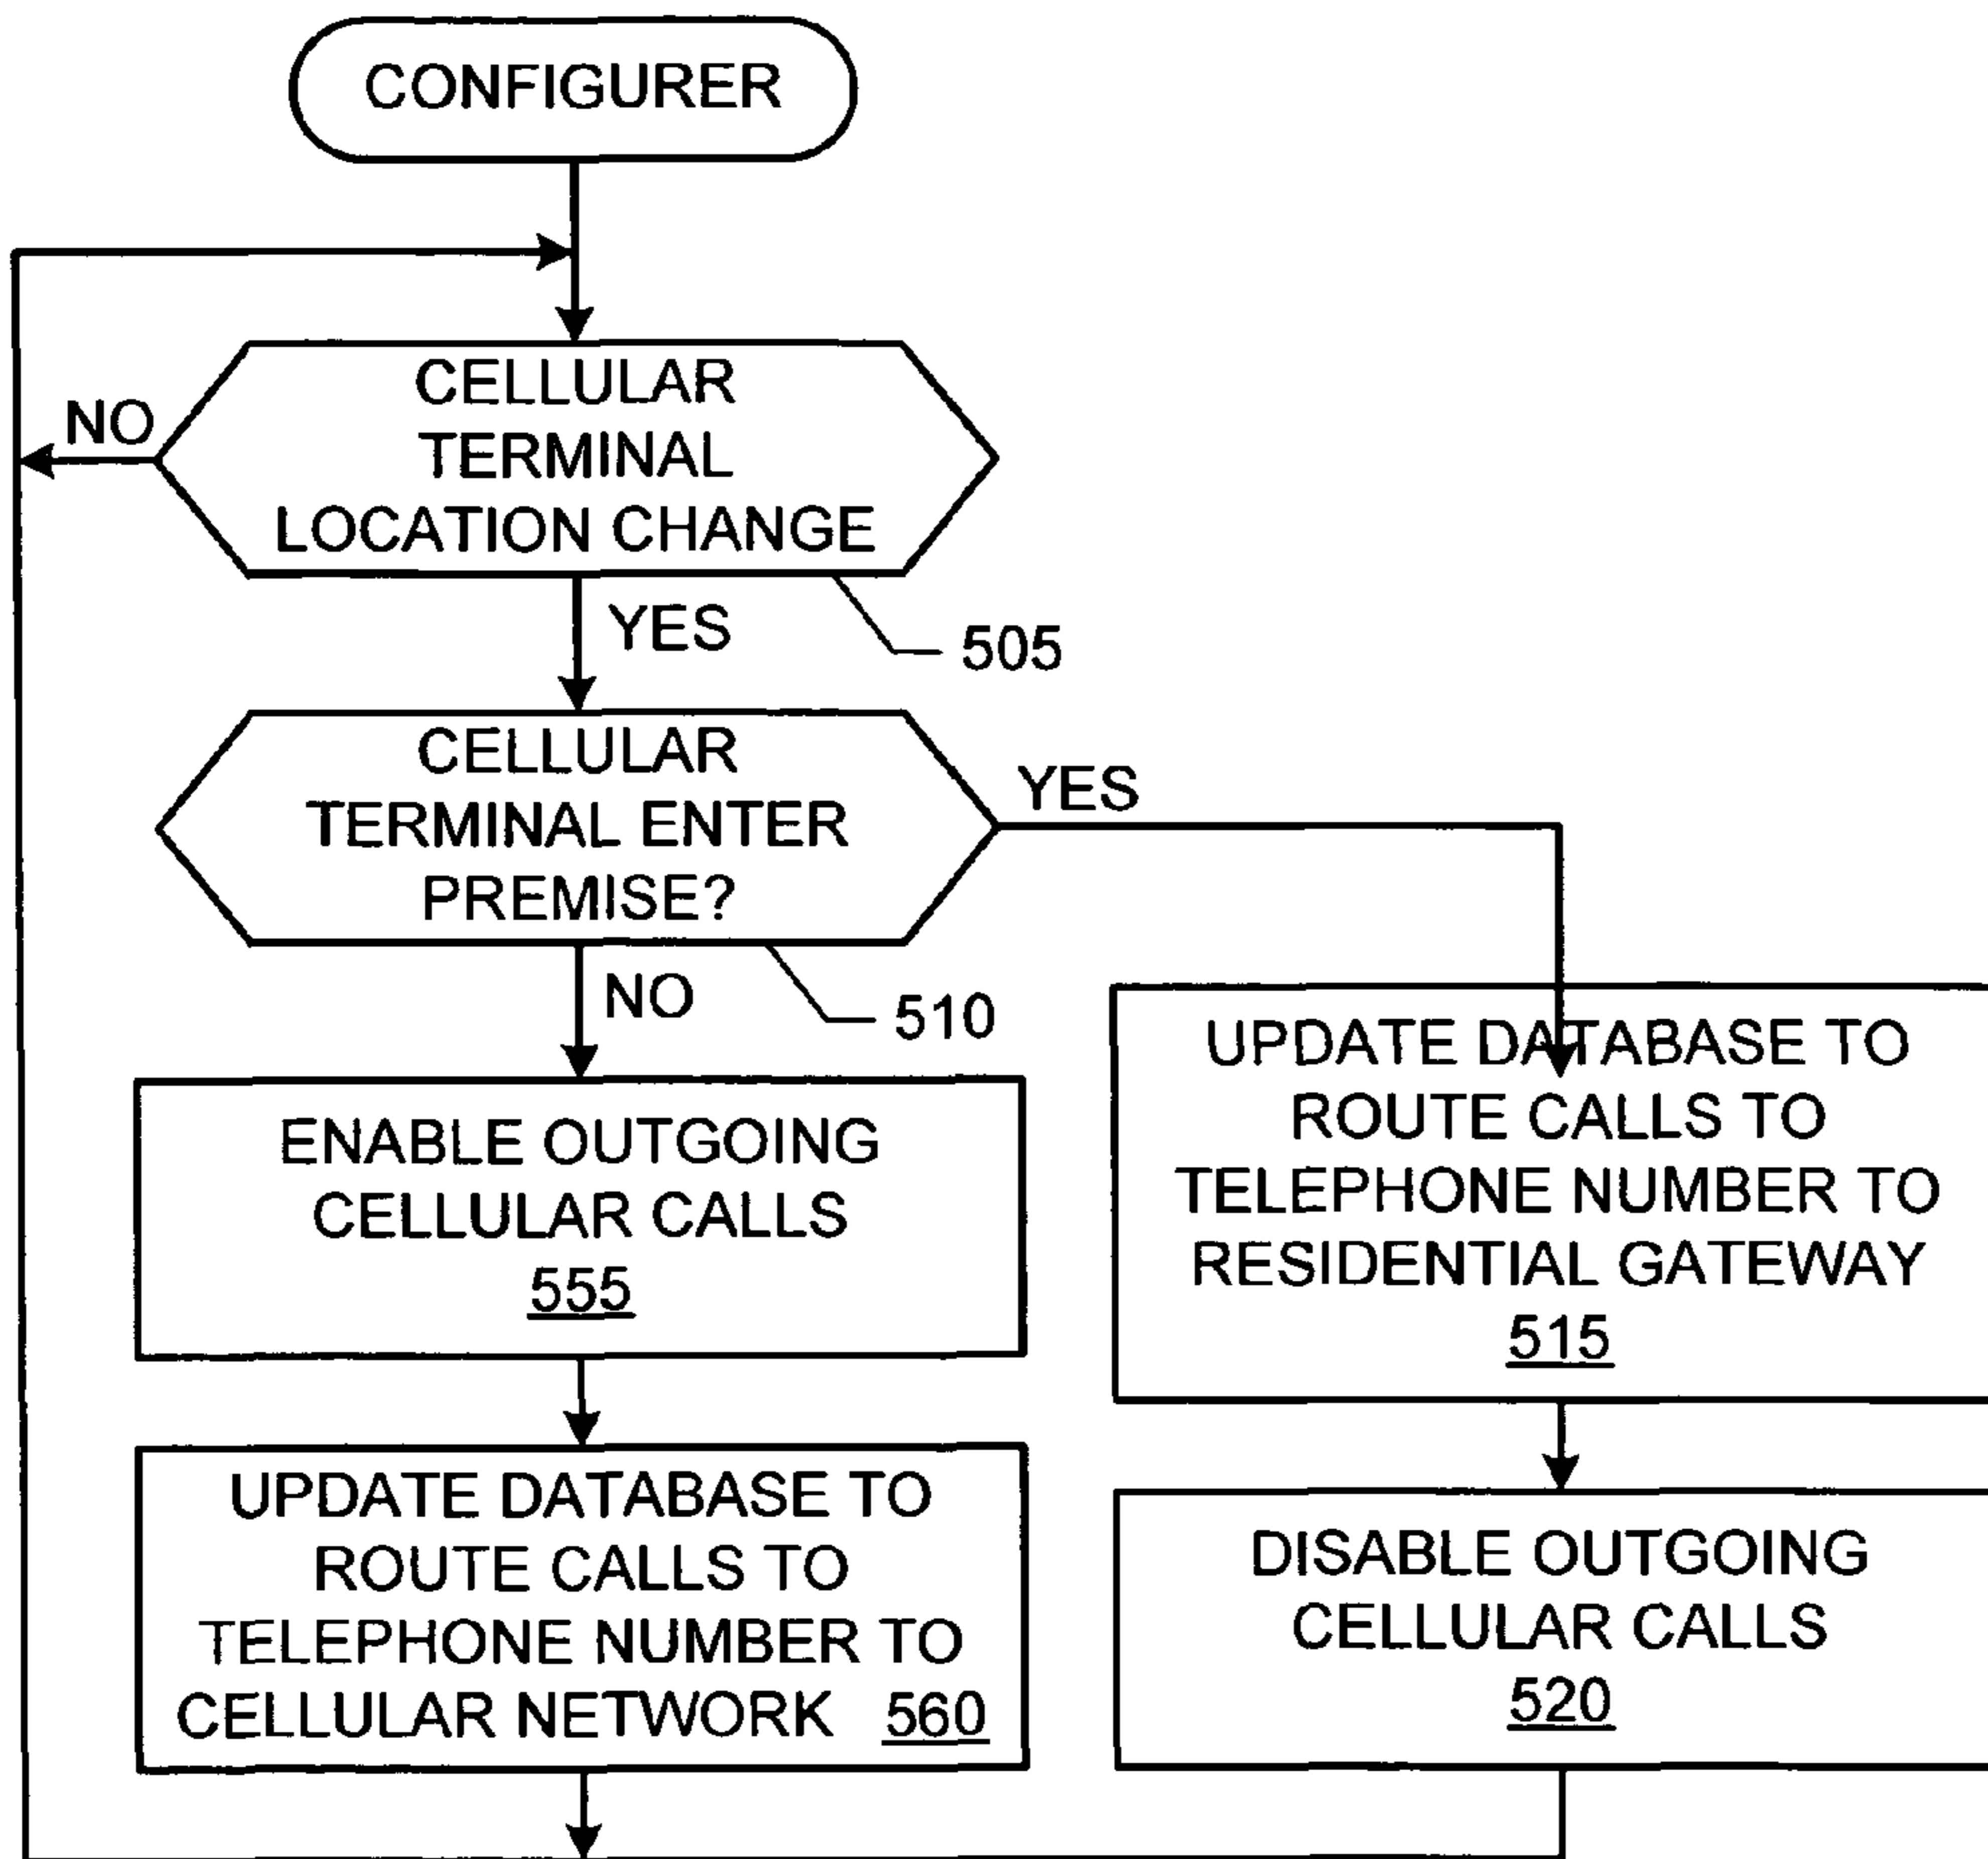 CONFIGURER
CELLULAR
TERMINAL
LOCATION CHANGE
NO
YES
505
CELLULAR
TERMINAL ENTER
PREMISE?
YES
NO
510
ENABLE OUTGOING
CELLULAR CALLS
555
UPDATE DATABASE TO
ROUTE CALLS TO
TELEPHONE NUMBER TO
CELLULAR NETWORK 560
UPDATE DATABASE TO
ROUTE CALLS TO
TELEPHONE NUMBER TO
RESIDENTIAL GATEWAY
515
DISABLE OUTGOING
CELLULAR CALLS
520